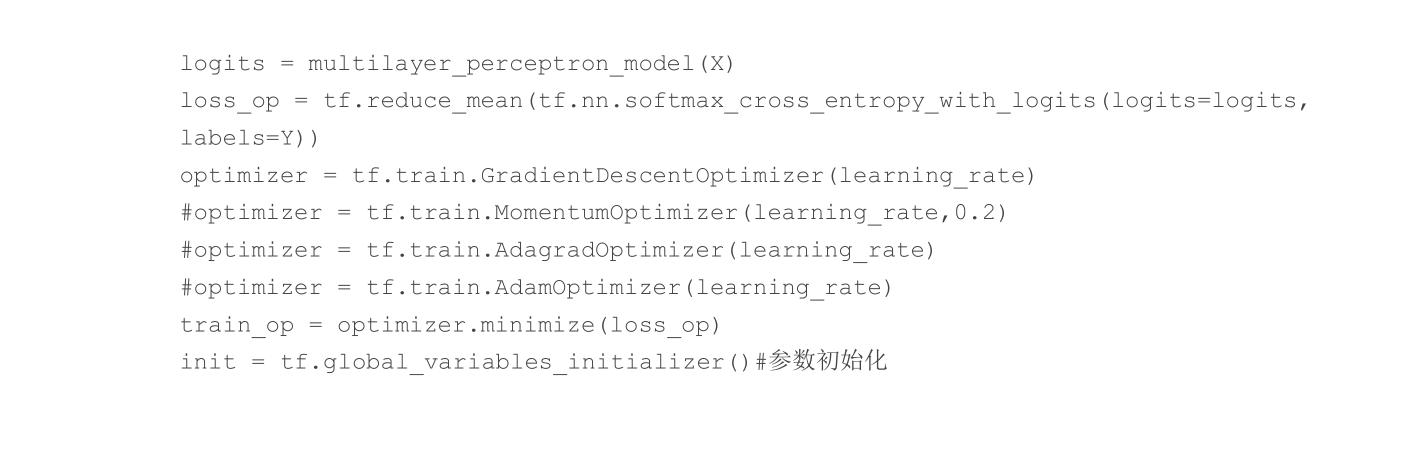 logits = multilayer_perceptron_model(X)
loss_op = tf.reduce_mean(tf.nn.softmax_cross_entropy_with_logits(logits=logits,
labels=Y))
optimizer = tf.train.GradientDescentOptimizer(learning_rate)
#optimizer = tf.train.MomentumOptimizer(learning_rate,0.2)
#optimizer = tf.train.AdagradOptimizer(learning_rate)
#optimizer = tf.train.AdamOptimizer(learning_rate)
train_op = optimizer.minimize(loss_op)
init = tf.global_variables_initializer()#参数初始化